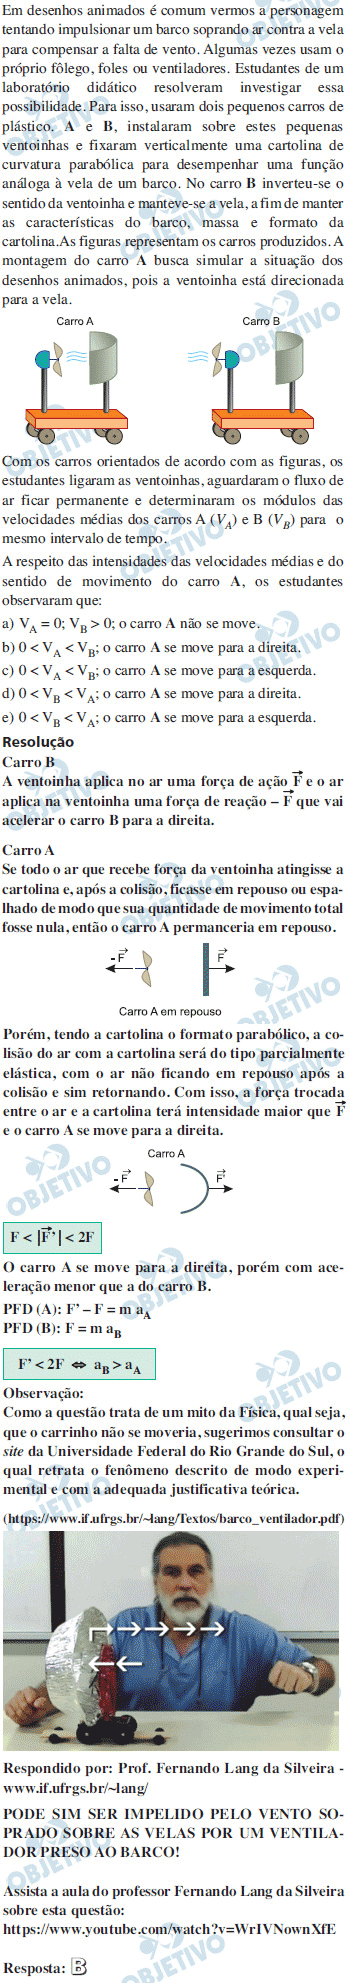 Em desenhos animados é comum vermos a personagem
tentando impulsionar um barco soprando ar contra a vela
para compensar a falta de vento. Algumas vezes usam o
próprio fôlego, foles ou ventiladores. Estudantes de um
laboratório didático resolveram investigar essa
possibilidade. Para isso, usaram dois pequenos carros de
plástico. A e B, instalaram sobre estes pequenas
ventoinhas e fixaram verticalmente uma cartolina de
curvatura parabólica para desempenhar uma função
análoga à vela de um barco. No carro B inverteu-se o
sentido da ventoinha e manteve-se a vela, a fim de manter
as características do barco, massa e formato da
cartolina.As figuras representam os carros produzidos. A
montagem do carro A busca simular a situação dos
desenhos animados, pois a ventoinha está direcionada
para a vela.
Carro A Carro B
Com os carros orientados de acordo com as figuras, os
estudantes ligaram as ventoinhas, aguardaram o fluxo de
ar ficar permanente e determinaram os módulos das
velocidades médias dos carros A (V_A) e B (V_B) para o
mesmo intervalo de tempo.
A respeito das intensidades das velocidades médias e do
sentido de movimento do carro A, os estudantes
observaram que:
a) V_A = 0; V_B > 0; o carro A não se move.
b) 0 < V_A < V_B; o carro A se move para a direita.
c) 0 < V_A < V_B; o carro A se move para a esquerda.
d) 0 < V_B < V_A; o carro A se move para a direita.
e) 0 < V_B < V_A; o carro A se move para a esquerda.
Resolução
Carro B
A ventoinha aplica no ar uma força de ação F⃗ e o ar
aplica na ventoinha uma força de reação – F⃗ que vai
acelerar o carro B para a direita.
Carro A
Se todo o ar que recebe força da ventoinha atingisse a
cartolina e, após a colisão, ficasse em repouso ou espa-
lhado de modo que sua quantidade de movimento total
fosse nula, então o carro A permanceria em repouso.
- F⃗ F⃗
Carro A em repouso
Porém, tendo a cartolina o formato parabólico, a co-
lisão do ar com a cartolina será do tipo parcialmente
elástica, com o ar não ficando em repouso após a
colisão e sim retornando. Com isso, a força trocada
entre o ar e a cartolina terá intensidade maior que F⃗
e o carro A se move para a direita.
Carro A
- F⃗ F⃗'
F < |F⃗'| < 2F
O carro A se move para a direita, porém com ace-
leração menor que a do carro B.
PFD (A): F' – F = m a_A
PFD (B): F = m a_B
F' < 2F ⇔ a_B > a_A
Observação:
Como a questão trata de um mito da Física, qual seja,
que o carrinho não se moveria, sugerimos consultar o
site da Universidade Federal do Rio Grande do Sul, o
qual retrata o fenômeno descrito de modo experi-
mental e com a adequada justificativa teórica.
(https://www.if.ufrgs.br/~lang/Textos/barco_ventilador.pdf)
Respondido por: Prof. Fernando Lang da Silveira -
www.if.ufrgs.br/~lang/
PODE SIM SER IMPELIDO PELO VENTO SO-
PRADO SOBRE AS VELAS POR UM VENTILA-
DOR PRESO AO BARCO!
Assista a aula do professor Fernando Lang da Silveira
sobre esta questão:
https://www.youtube.com/watch?v=WrIVNownXfE
Resposta: B